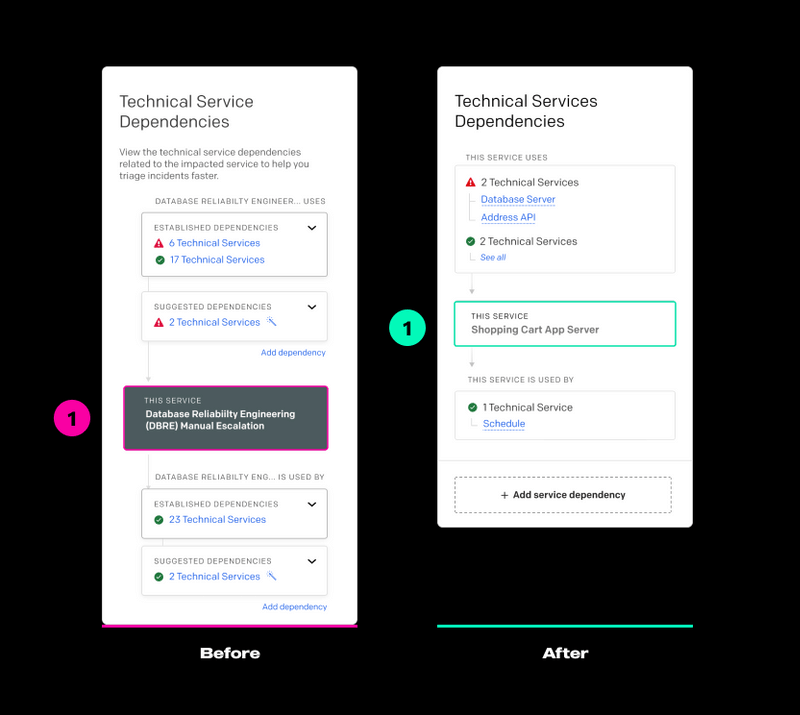 Technical Service
Dependencies
View the technical service dependencies
related to the impacted service to help you
triage incidents faster.
DATABASE RELIABILTY ENGINEER... USES
ESTABLISHED DEPENDENCIES
6 Technical Services
17 Technical Services
SUGGESTED DEPENDENCIES
2 Technical Services
Add dependency
1
THIS SERVICE
Database Reliabiilty Engineering
(DBRE) Manual Escalation
DATABASE RELIABILTY ENG... IS USED BY
ESTABLISHED DEPENDENCIES
23 Technical Services
SUGGESTED DEPENDENCIES
2 Technical Services
Add dependency
Before
Technical Services
Dependencies
THIS SERVICE USES
2 Technical Services
Database Server
Address API
2 Technical Services
See all
1
THIS SERVICE
Shopping Cart App Server
THIS SERVICE IS USED BY
1 Technical Service
Schedule
+ Add service dependency
After